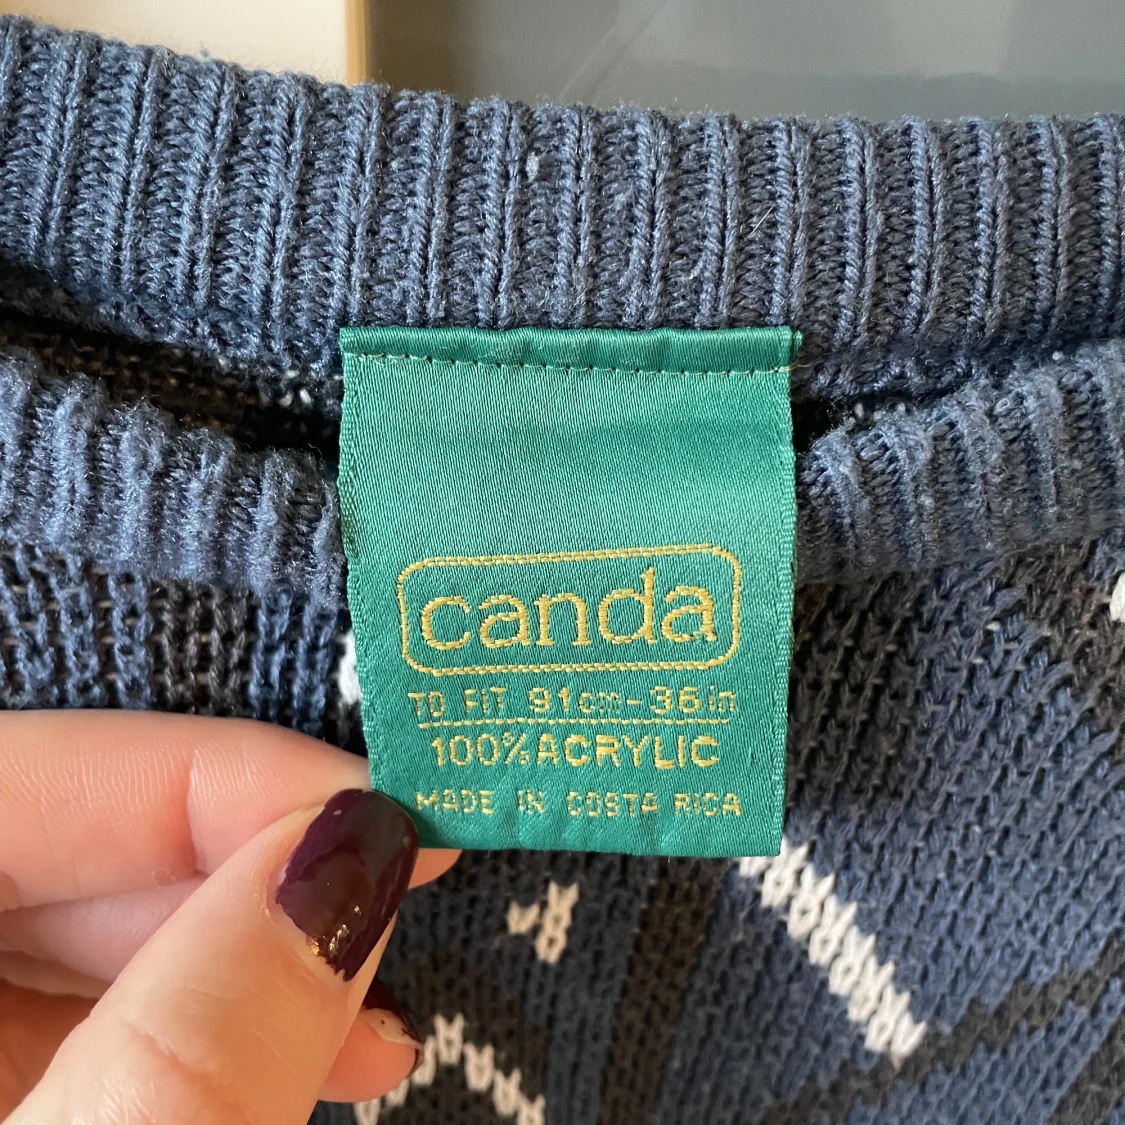 canda
TO FIT 91cm-36in
100% ACRYLIC
MADE IN COSTA RICA